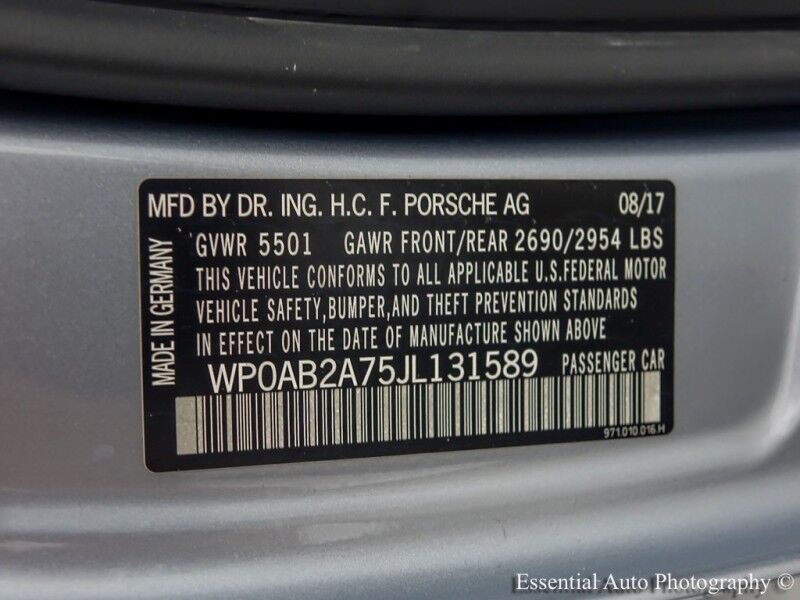 MFD BY DR. ING. H.C. F. PORSCHE AG 08/17
GVWR 5501 GAWR FRONT/REAR 2690/2954 LBS
THIS VEHICLE CONFORMS TO ALL APPLICABLE U.S.FEDERAL MOTOR
VEHICLE SAFETY,BUMPER,AND THEFT PREVENTION STANDARDS
IN EFFECT ON THE DATE OF MANUFACTURE SHOWN ABOVE
WP0AB2A75JL131589 PASSENGER CAR
MADE IN GERMANY
971.010.016.H
Essential Auto Photography ©